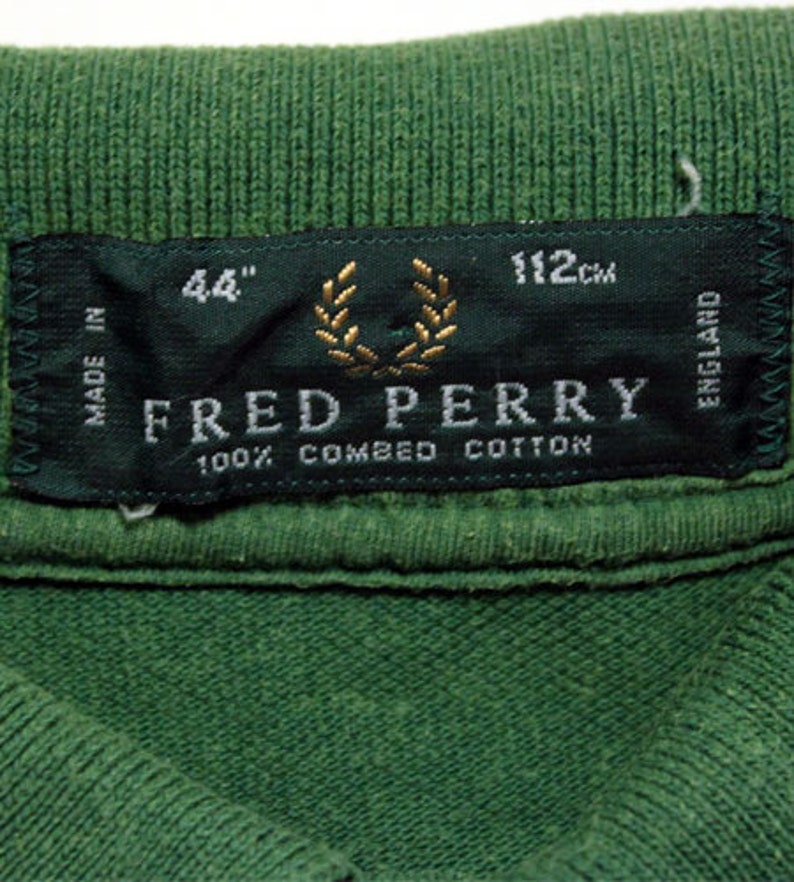 44" 112CM
MADE IN
FRED PERRY
100% COMBED COTTON
ENGLAND